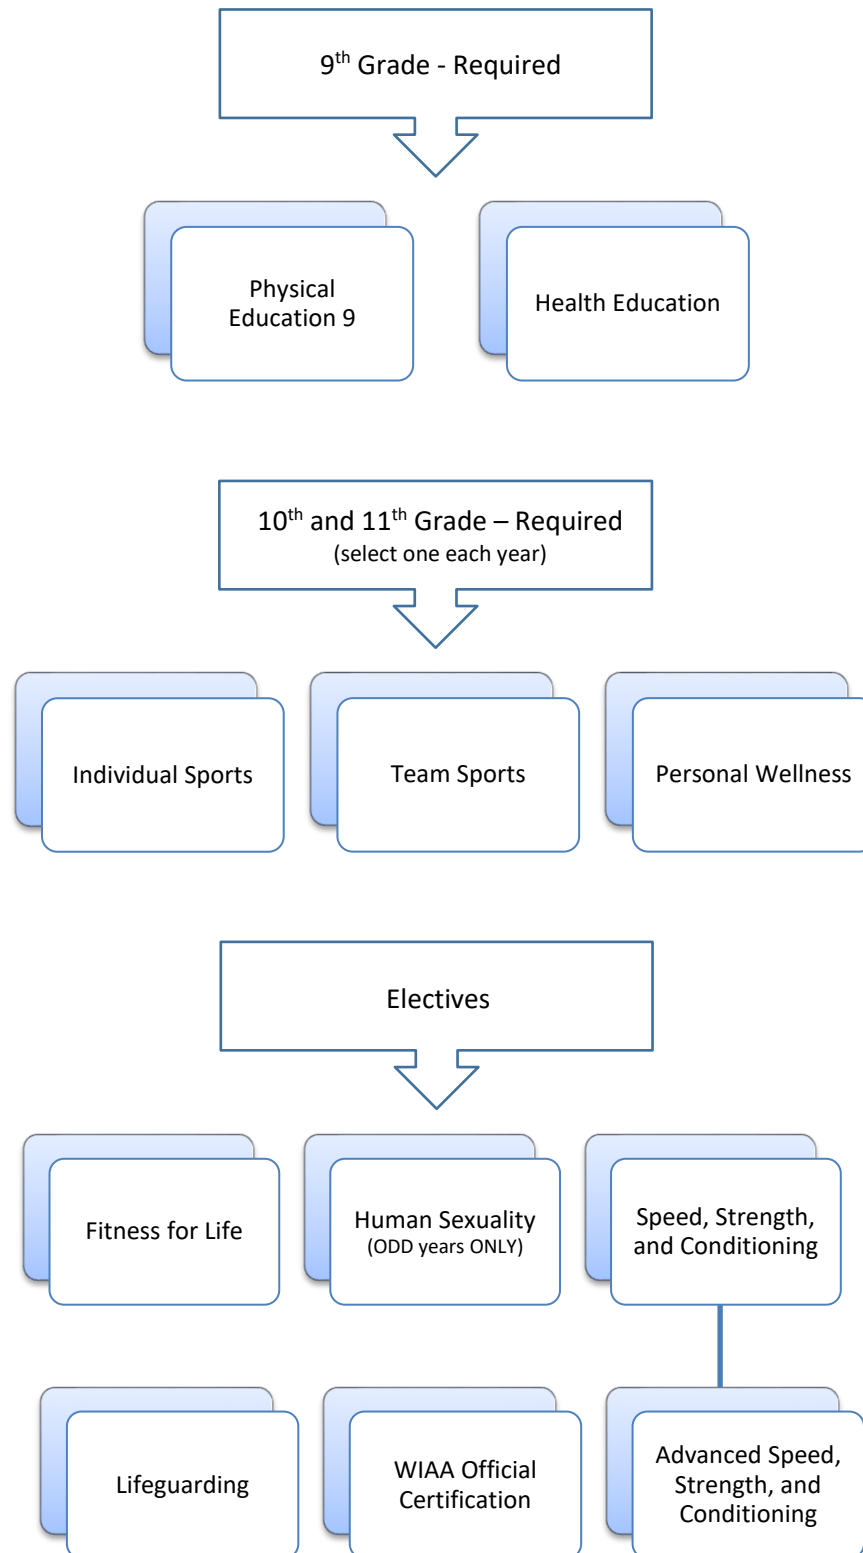 9th Grade - Required
Physical
Education 9
Health Education
10th and 11th Grade – Required
(select one each year)
Individual Sports
Team Sports
Personal Wellness
Electives
Fitness for Life
Human Sexuality
(ODD years ONLY)
Speed, Strength,
and Conditioning
Lifeguarding
WIAA Official
Certification
Advanced Speed,
Strength, and
Conditioning